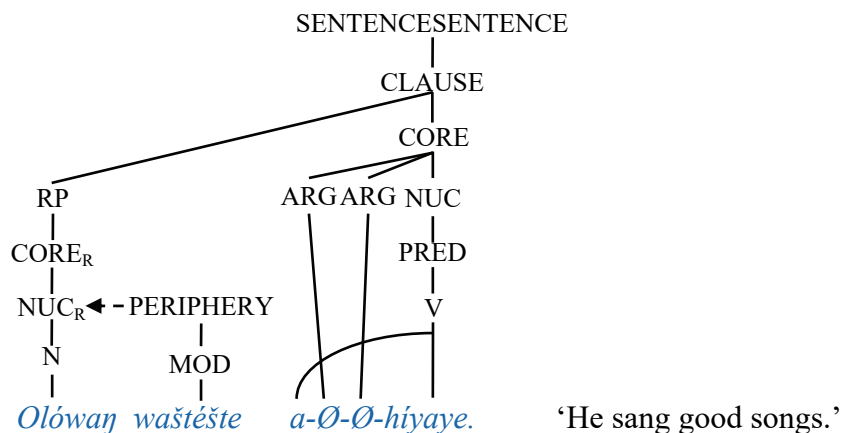 SENTENCESENTENCE
CLAUSE
CORE
RP ARG ARG NUC
CORER PRED
NUCR PERIPHERY V
N MOD
Olówaŋ waštéšte a-Ø-Ø-híyaye. ‘He sang good songs.’